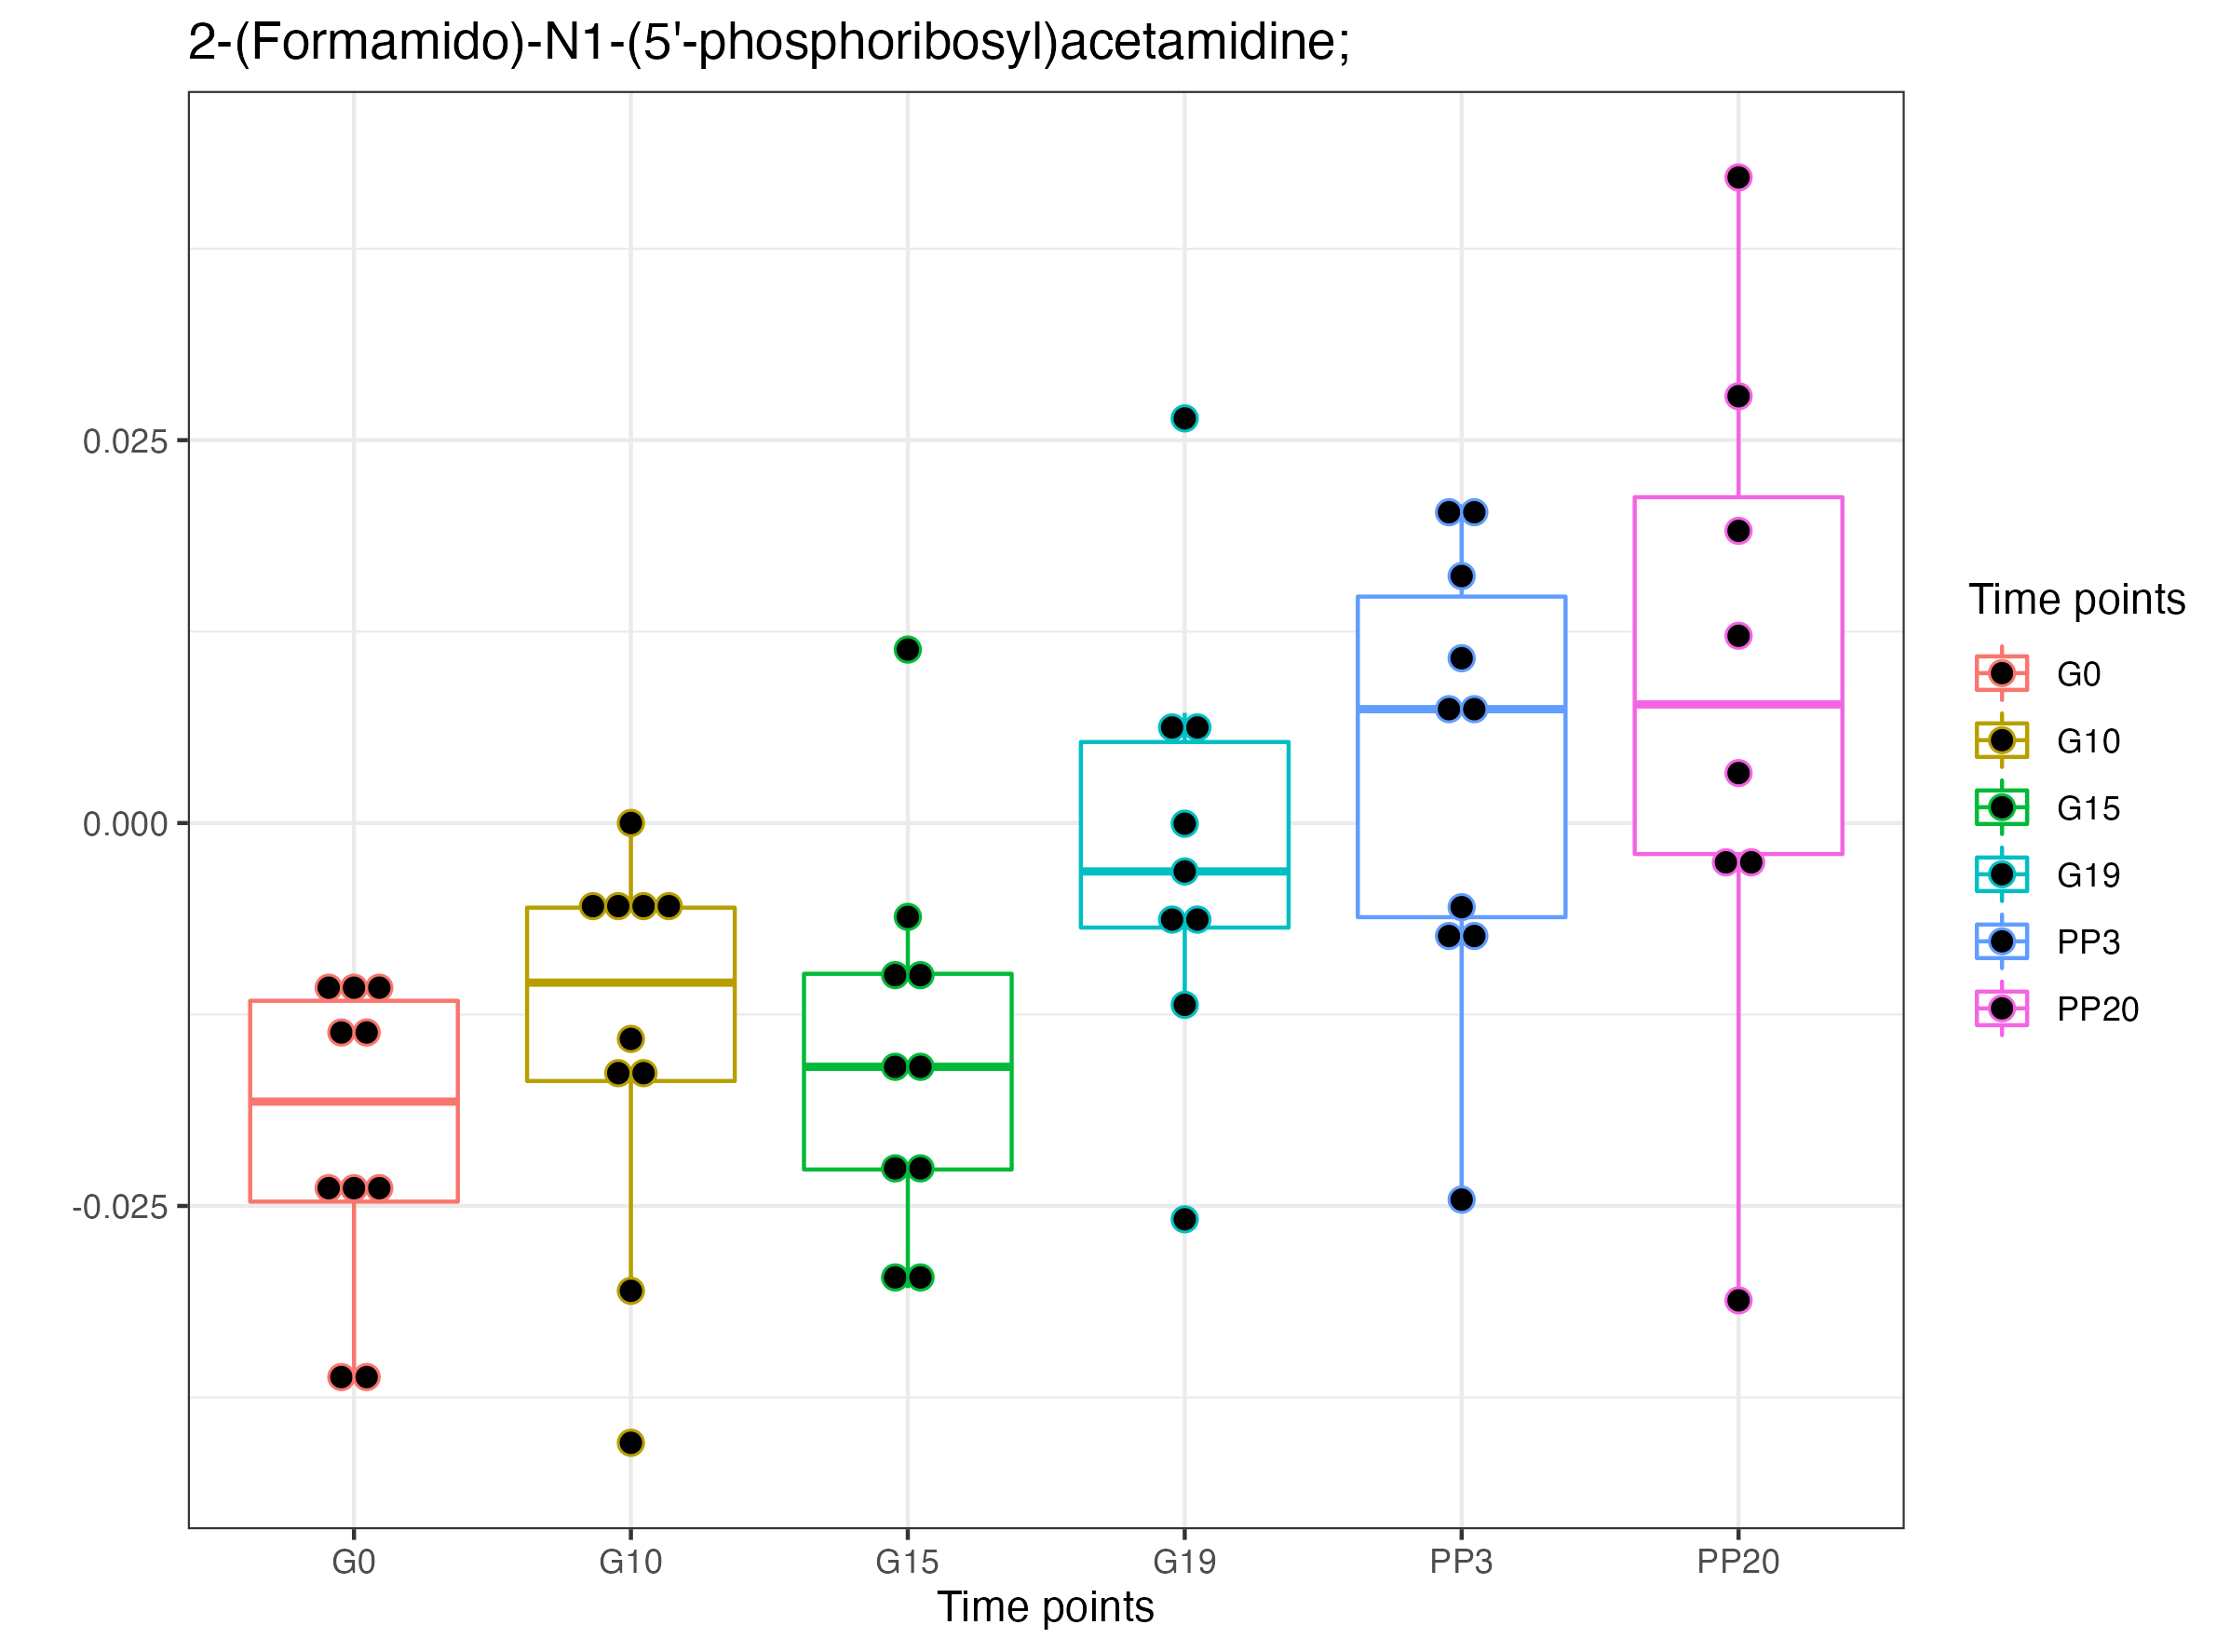 2-(Formamido)-N1-(5'-phosphoribosyl)acetamidine;
0.025
0.000
-0.025
G0 G10 G15 G19 PP3 PP20
Time points
Time points
G0
G10
G15
G19
PP3
PP20